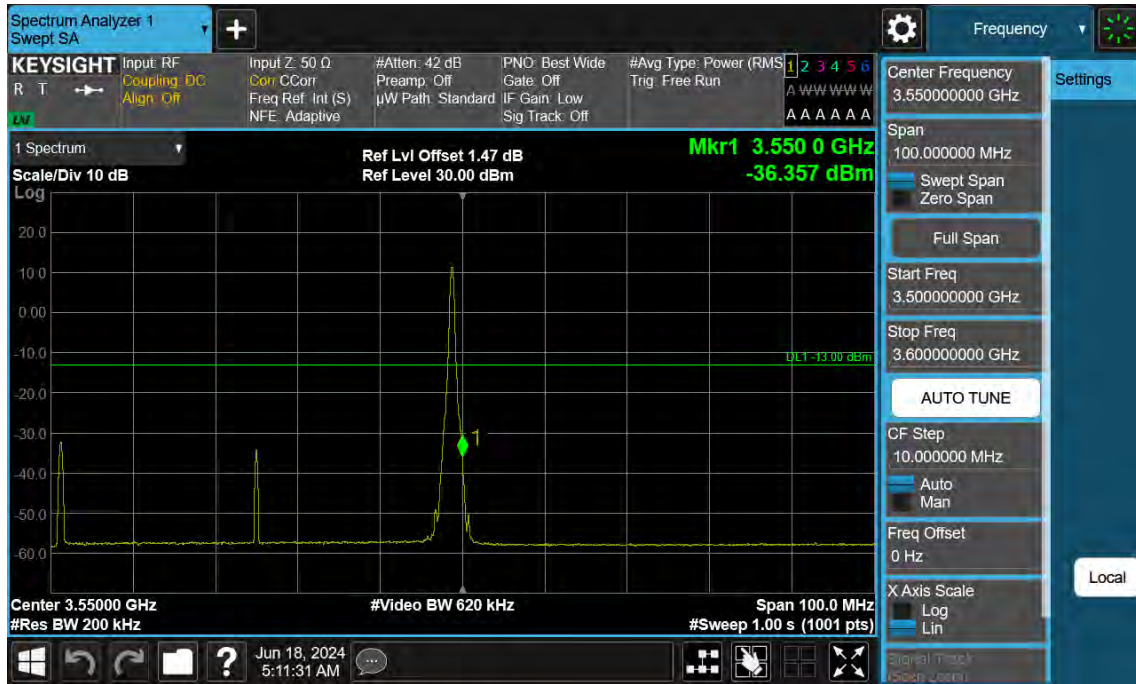 Spectrum Analyzer 1
Swept SA
+
Frequency
KEYSIGHT
R T
Input: RF
Coupling: DC
Align: Off
Input Z: 50 Ω
Corr CCorr
Freq Ref: Int (S)
NFE: Adaptive
#Atten: 42 dB
Preamp: Off
µW Path: Standard
PNO: Best Wide
Gate: Off
IF Gain: Low
Sig Track: Off
#Avg Type: Power (RMS
Trig: Free Run
1 2 3 4 5 6
A W W W W W
A A A A A A
1 Spectrum
Scale/Div 10 dB
Ref Lvl Offset 1.47 dB
Ref Level 30.00 dBm
Mkr1 3.550 0 GHz
-36.357 dBm
Log
20.0
10.0
0.00
-10.0
-20.0
-30.0
-40.0
-50.0
-60.0
DL1 -13.00 dBm
1
Center 3.55000 GHz
#Video BW 620 kHz
Span 100.0 MHz
#Res BW 200 kHz
#Sweep 1.00 s (1001 pts)
Center Frequency
3.550000000 GHz
Span
100.000000 MHz
Swept Span
Zero Span
Full Span
Start Freq
3.500000000 GHz
Stop Freq
3.600000000 GHz
AUTO TUNE
CF Step
10.000000 MHz
Auto
Man
Freq Offset
0 Hz
X Axis Scale
Log
Lin
Signal Track
(Span Zoom)
Settings
Local
?
Jun 18, 2024
5:11:31 AM